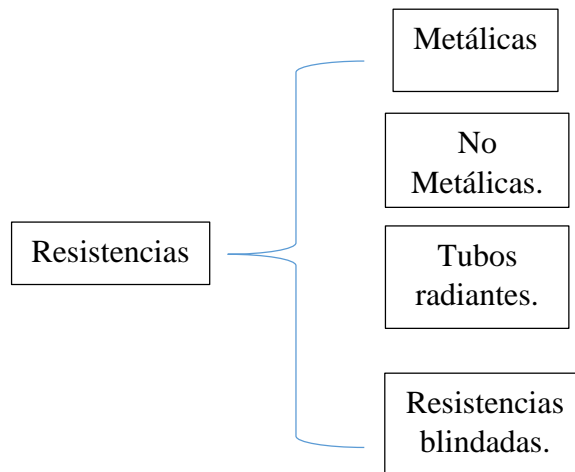 Resistencias
Metálicas
No
Metálicas.
Tubos
radiantes.
Resistencias
blindadas.